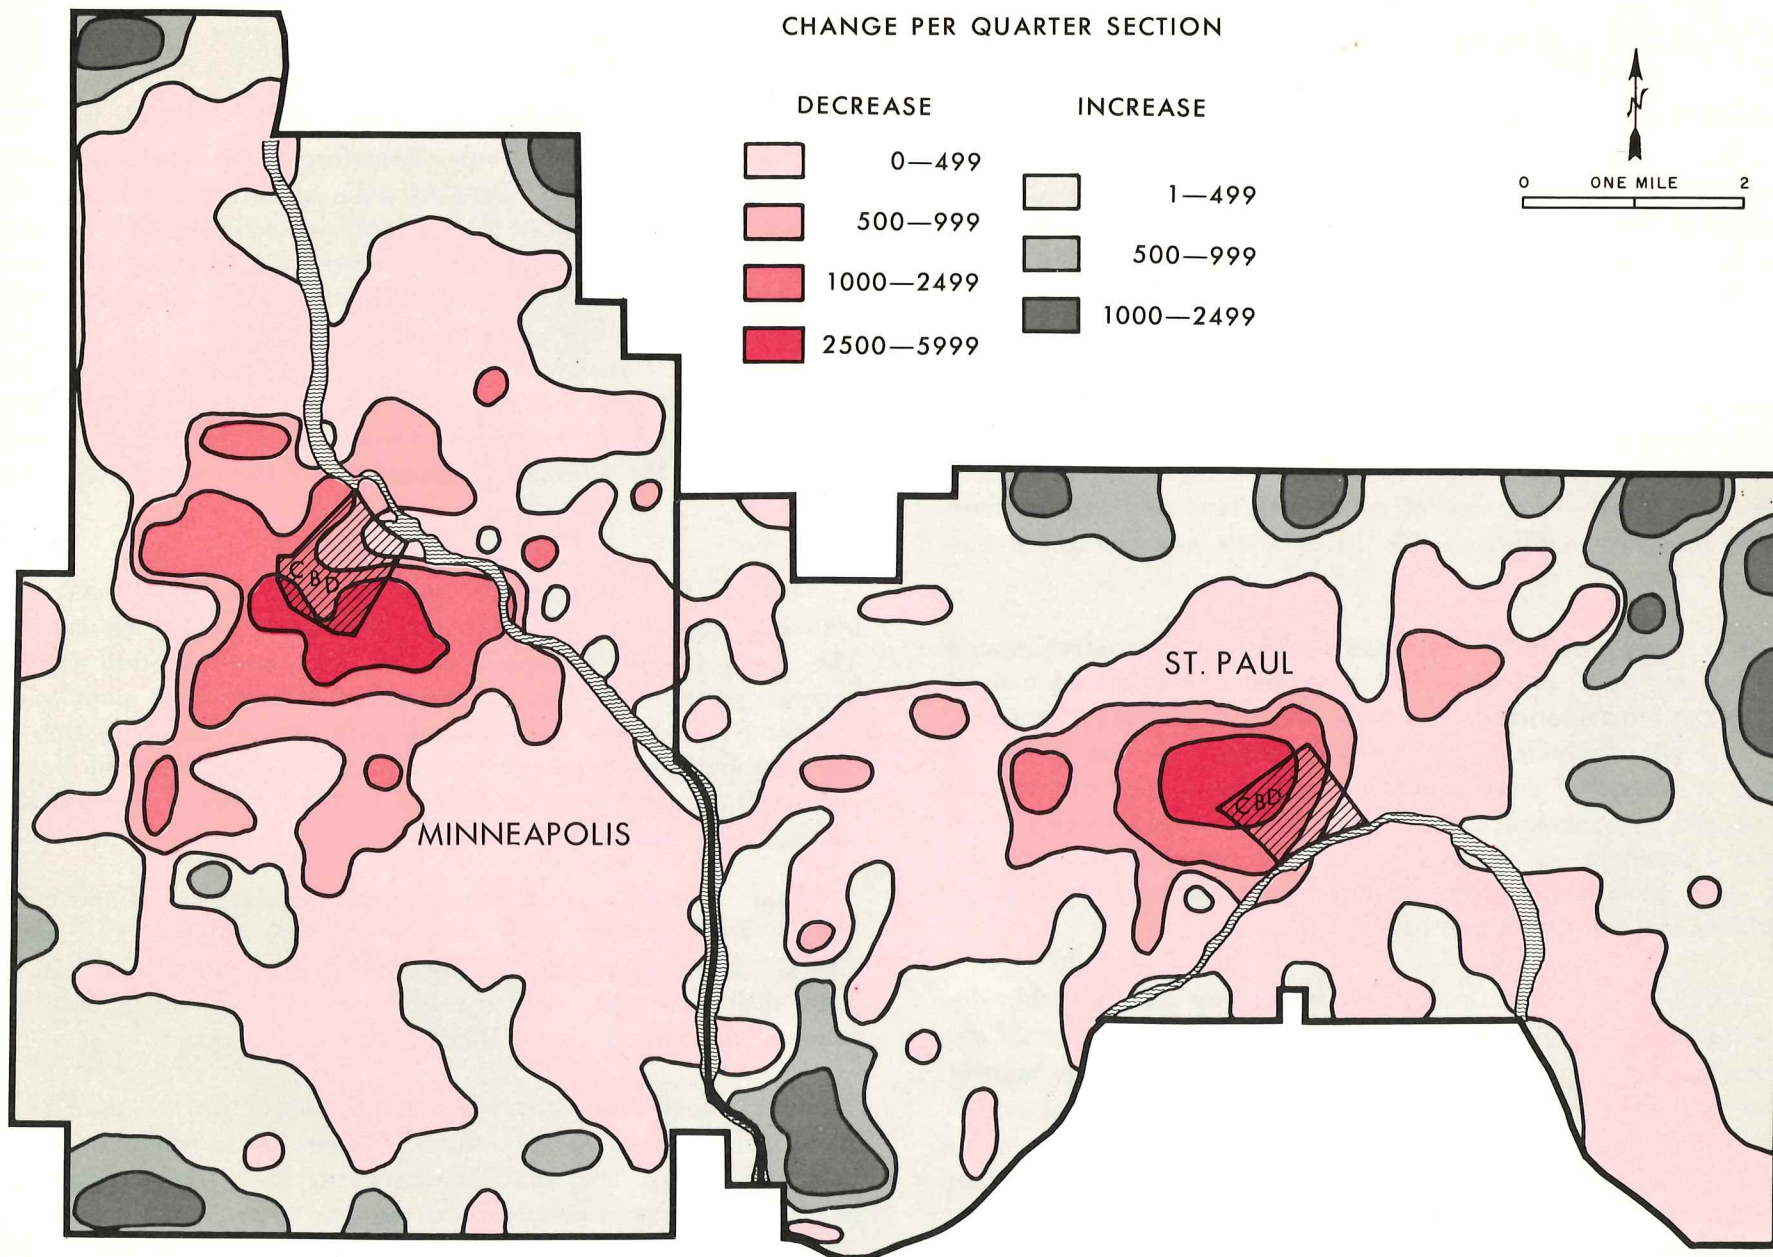 CHANGE PER QUARTER SECTION
DECREASE
INCREASE
0—499
500—999
1000—2499
2500—5999
1—499
500—999
1000—2499
N
0 ONE MILE 2
CBD
MINNEAPOLIS
ST. PAUL
CBD